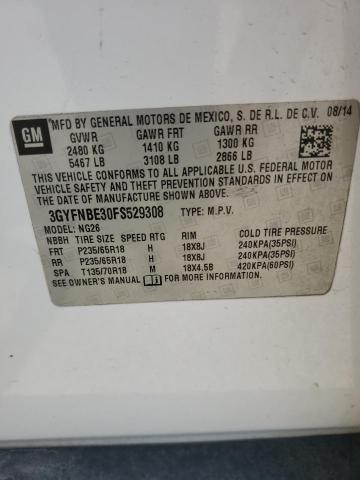 GM
MFD BY GENERAL MOTORS DE MEXICO, S. DE R.L. DE C.V. 08/14
GVWR GAWR FRT GAWR RR
2480 KG 1410 KG 1300 KG
5467 LB 3108 LB 2866 LB
THIS VEHICLE CONFORMS TO ALL APPLICABLE U.S. FEDERAL MOTOR
VEHICLE SAFETY AND THEFT PREVENTION STANDARDS IN EFFECT ON
THE DATE OF MANUFACTURE SHOWN ABOVE.
3GYFNBE30FS529308 TYPE: M.P.V.
MODEL: NG26
NBBH TIRE SIZE SPEED RTG RIM COLD TIRE PRESSURE
FRT P235/65R18 H 18X8J 240KPA(35PSI)
RR P235/65R18 H 18X8J 240KPA(35PSI)
SPA T135/70R18 M 18X4.5B 420KPA(60PSI)
SEE OWNER'S MANUAL FOR MORE INFORMATION.